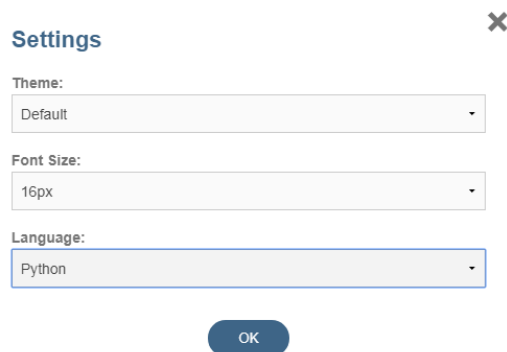 Settings
Theme:
Default
Font Size:
16px
Language:
Python
OK